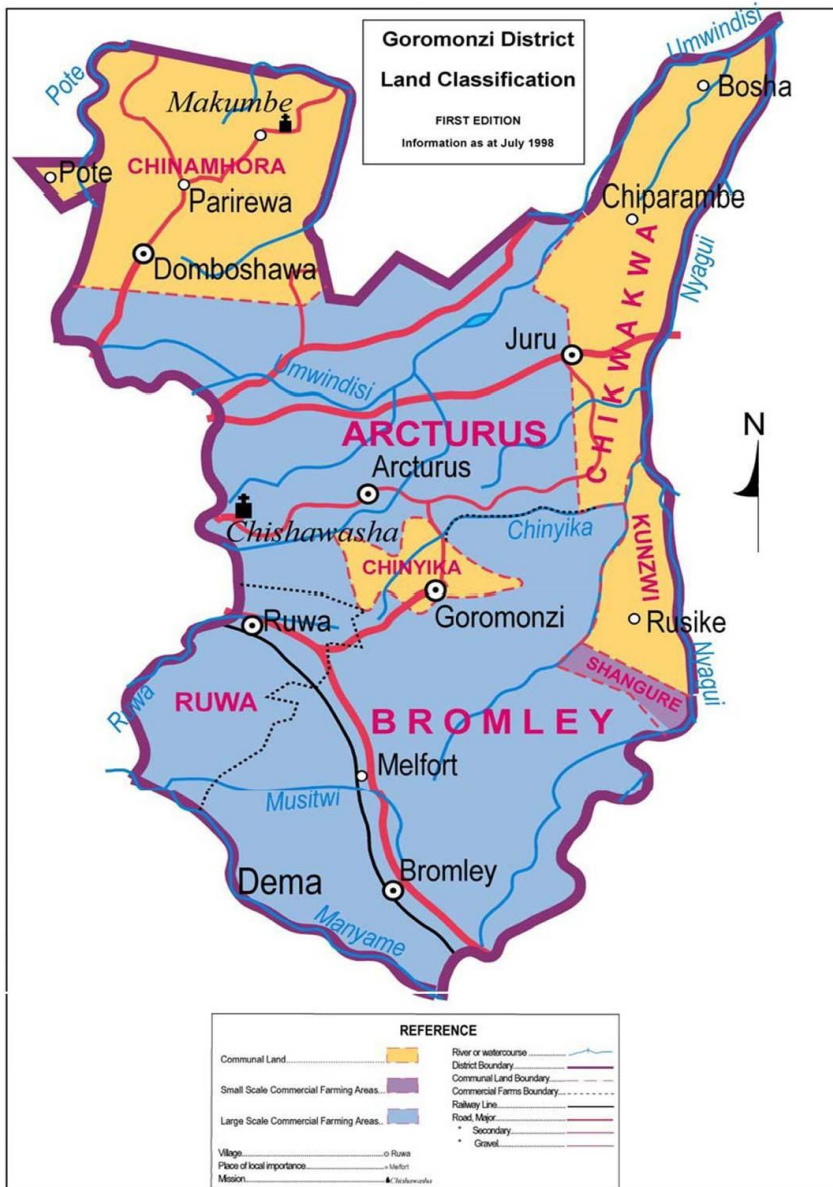 Goromonzi District
Land Classification
FIRST EDITION
Information as at July 1998
Umwindisi
Bosha
Pote
Makumbe
CHINAMHORA
Pote
Parirewa
Chiparambe
Domboshawa
Nyagui
CHIKWAKWA
Juru
Umwindisi
ARCTURUS
N
Arcturus
Chishawasha
Chinyika
KUNZWI
CHINYIKA
Goromonzi
Ruwa
Rusike
Nyagui
SHANGURE
Ruwa
RUWA
BROMLEY
Melfort
Musitwi
Bromley
Dema
Manyame
REFERENCE
Communal Land
Small Scale Commercial Farming Areas
Large Scale Commercial Farming Areas
Village
Ruwa
Place of local importance
Melfort
Mission
Chishawasha
River or watercourse
District Boundary
Communal Land Boundary
Commercial Farms Boundary
Railway Line
Road, Major
" Secondary
" Gravel